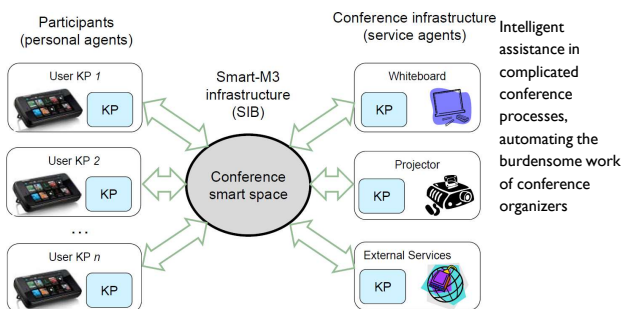 Participants
(personal agents)
User KP 1
KP
User KP 2
KP
...
User KP n
KP
Smart-M3
infrastructure
(SIB)
Conference
smart space
Conference infrastructure
(service agents)
Whiteboard
KP
Projector
KP
External Services
KP
Intelligent
assistance in
complicated
conference
processes,
automating the
burdensome work
of conference
organizers